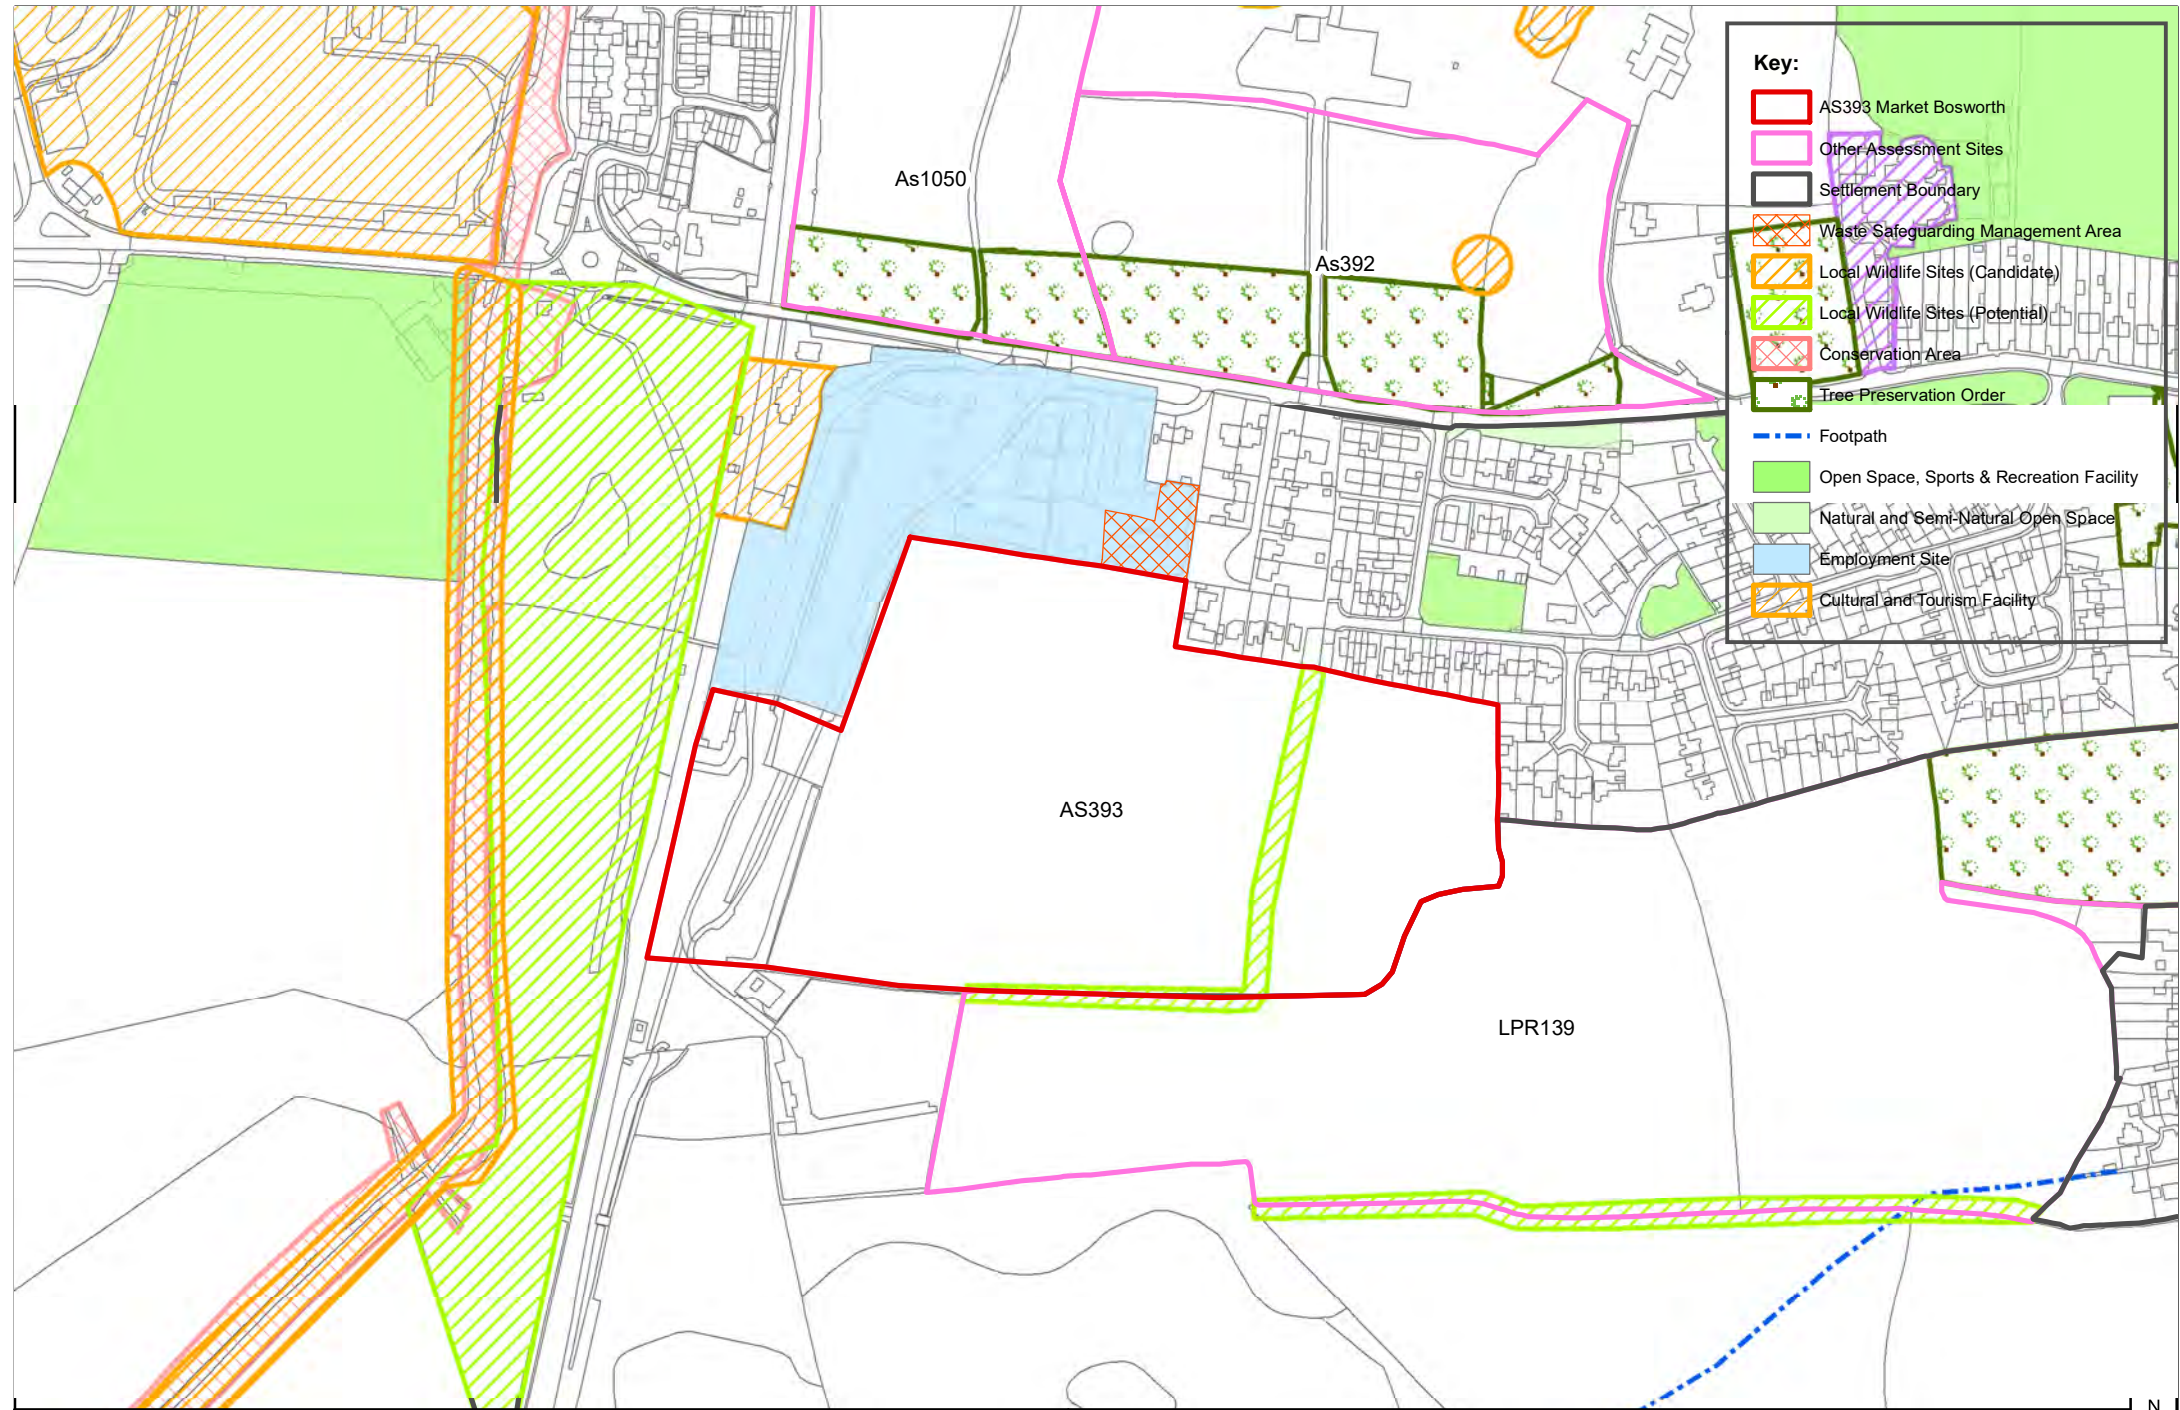 As1050
As392
AS393
LPR139
Key:
AS393 Market Bosworth
Other Assessment Sites
Settlement Boundary
Waste Safeguarding Management Area
Local Wildlife Sites (Candidate)
Local Wildlife Sites (Potential)
Conservation Area
Tree Preservation Order
Footpath
Open Space, Sports & Recreation Facility
Natural and Semi-Natural Open Space
Employment Site
Cultural and Tourism Facility
N